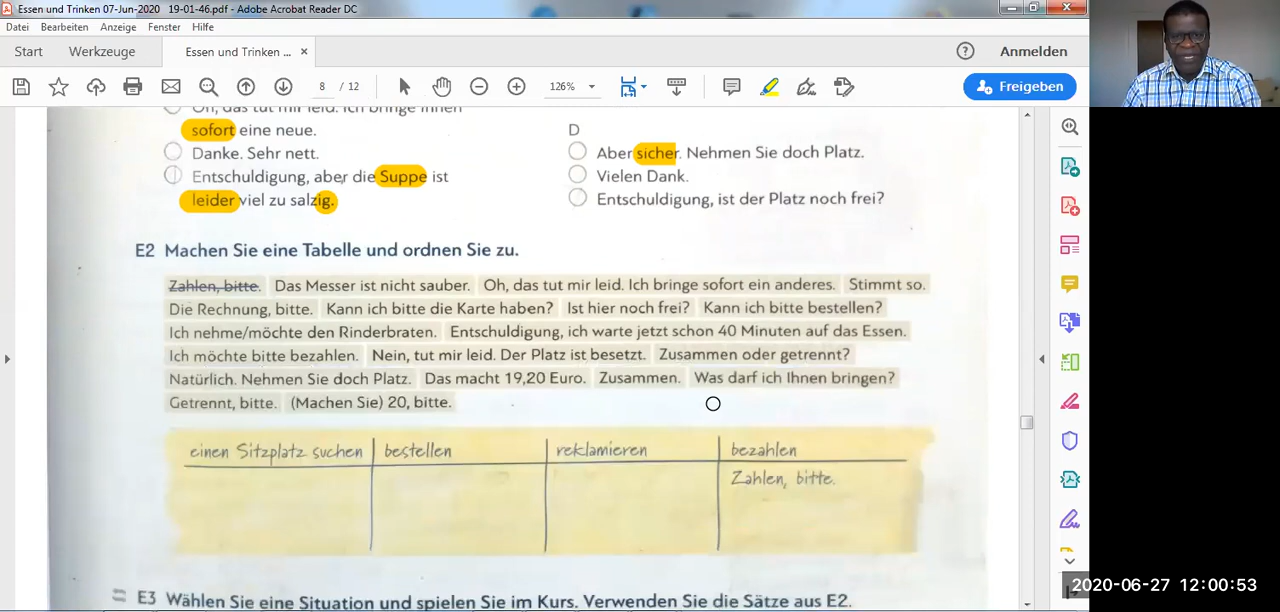 Essen und Trinken 07-Jun-2020 19-01-46.pdf - Adobe Acrobat Reader DC
Datei Bearbeiten Anzeige Fenster Hilfe
Start Werkzeuge Essen und Trinken ... × ? Anmelden
8 / 12 126% Freigeben
Oh, das tut mir leid. Ich bringe Ihnen
sofort eine neue.
Danke. Sehr nett.
Entschuldigung, aber die Suppe ist
leider viel zu salzig.
D
Aber sicher. Nehmen Sie doch Platz.
Vielen Dank.
Entschuldigung, ist der Platz noch frei?
E2 Machen Sie eine Tabelle und ordnen Sie zu.
Zahlen, bitte. Das Messer ist nicht sauber. Oh, das tut mir leid. Ich bringe sofort ein anderes. Stimmt so.
Die Rechnung, bitte. Kann ich bitte die Karte haben? Ist hier noch frei? Kann ich bitte bestellen?
Ich nehme/möchte den Rinderbraten. Entschuldigung, ich warte jetzt schon 40 Minuten auf das Essen.
Ich möchte bitte bezahlen. Nein, tut mir leid. Der Platz ist besetzt. Zusammen oder getrennt?
Natürlich. Nehmen Sie doch Platz. Das macht 19,20 Euro. Zusammen. Was darf ich Ihnen bringen?
Getrennt, bitte. (Machen Sie) 20, bitte.
einen Sitzplatz suchen bestellen reklamieren bezahlen
Zahlen, bitte.
E3 Wählen Sie eine Situation und spielen Sie im Kurs. Verwenden Sie die Sätze aus E2.
2020-06-27 12:00:53